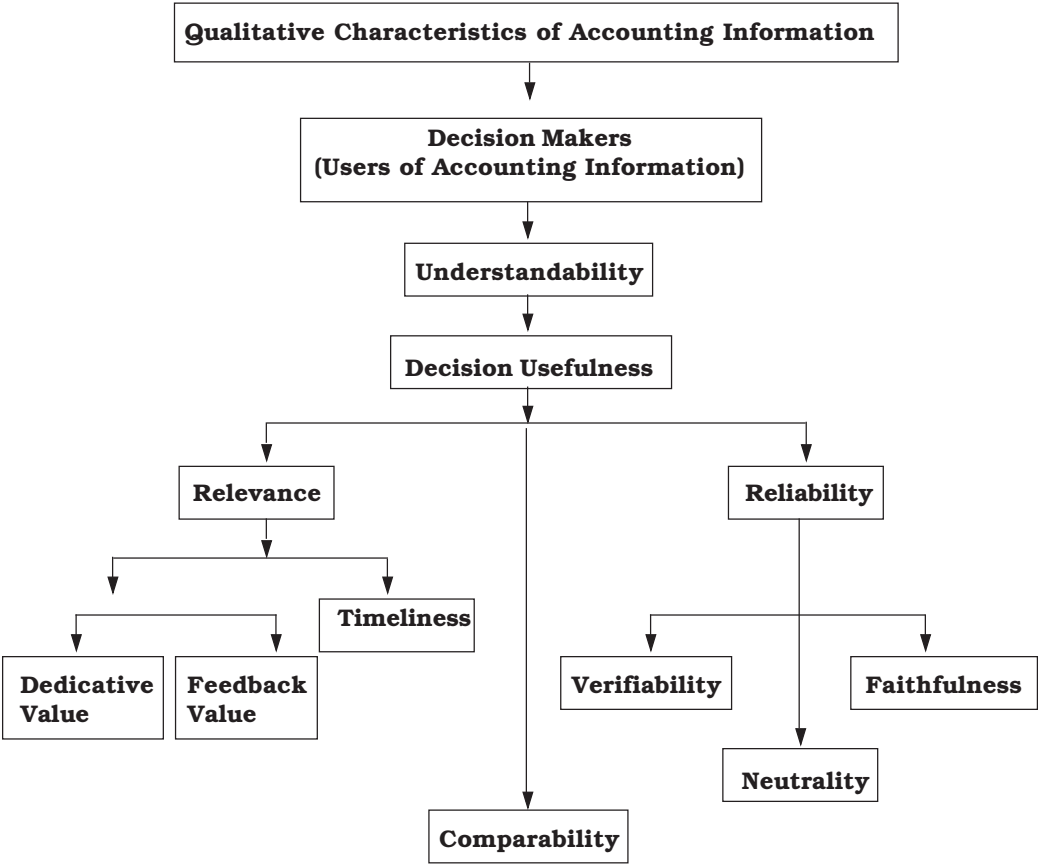 Qualitative Characteristics of Accounting Information
Decision Makers
(Users of Accounting Information)
Understandability
Decision Usefulness
Relevance
Reliability
Timeliness
Dedicative
Value
Feedback
Value
Verifiability
Faithfulness
Neutrality
Comparability